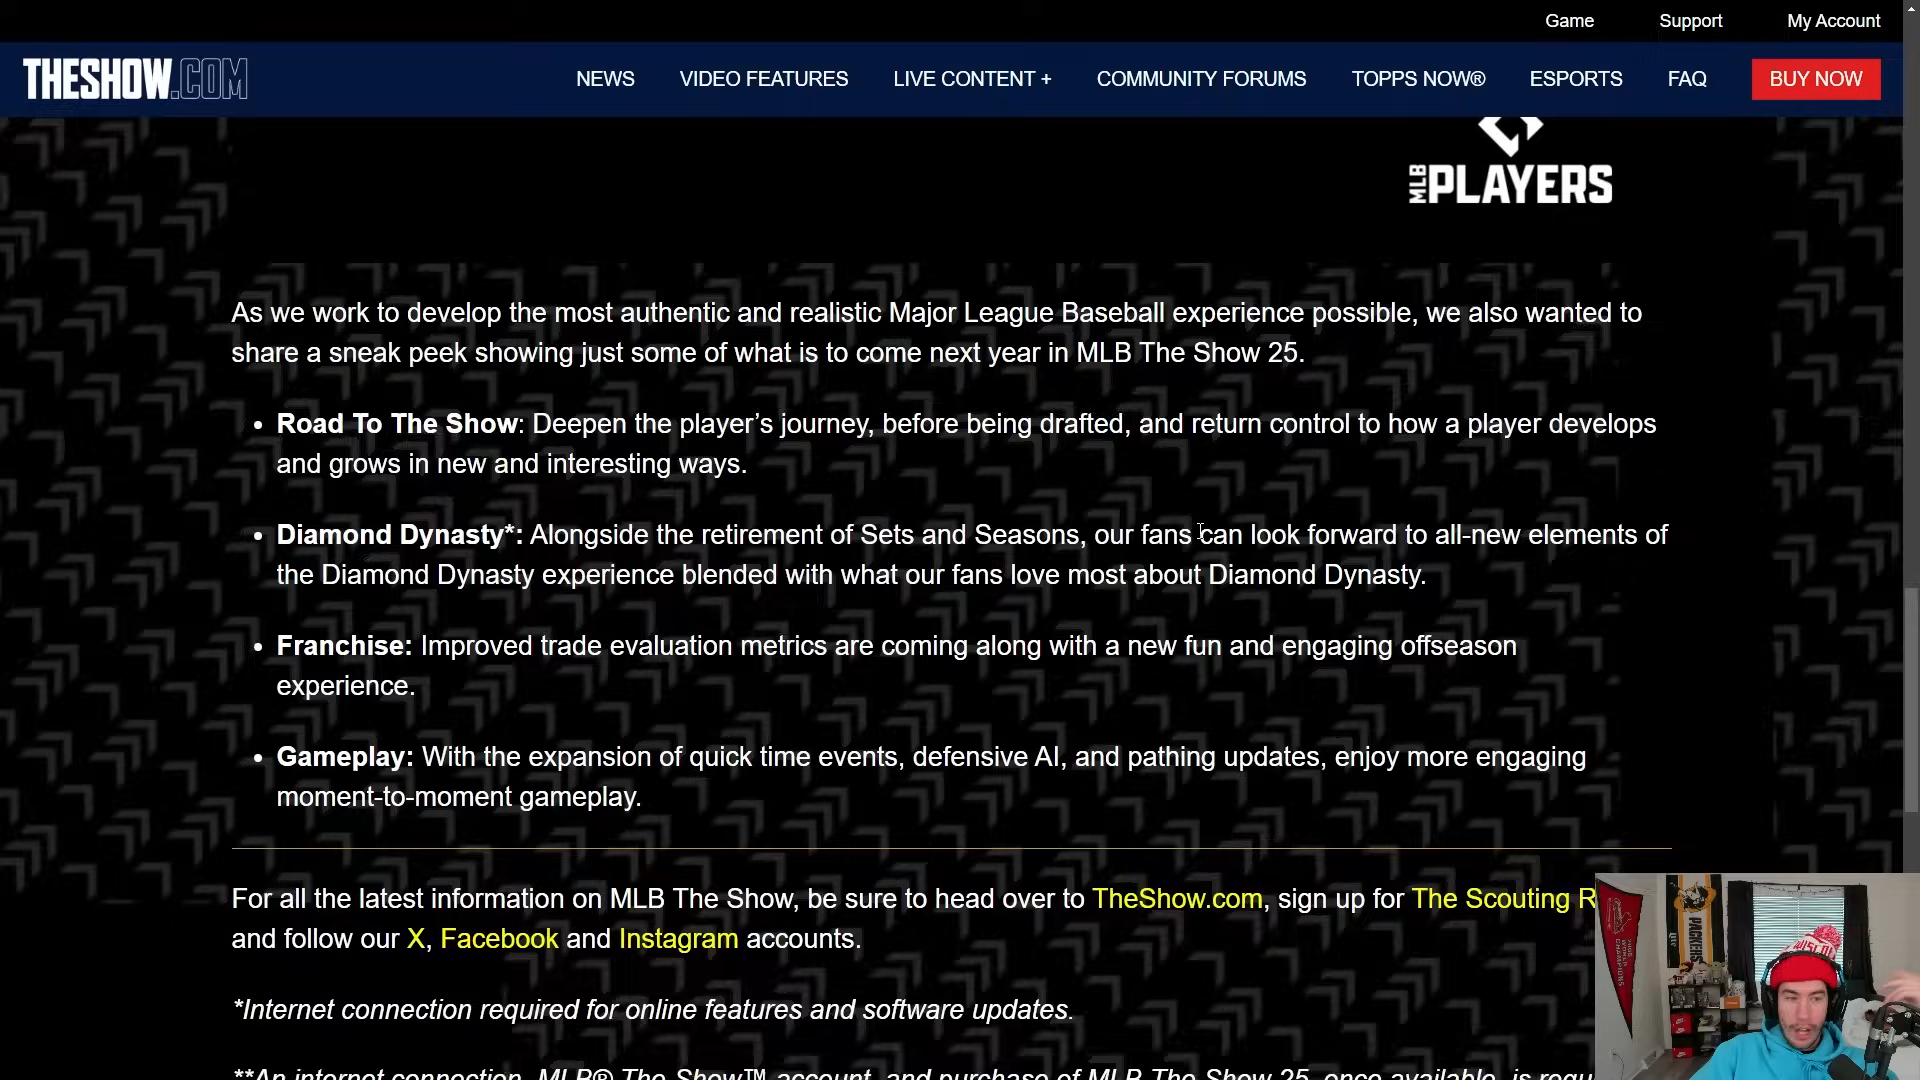 Game Support My Account
THESHOW.COM NEWS VIDEO FEATURES LIVE CONTENT + COMMUNITY FORUMS TOPPS NOW® ESPORTS FAQ BUY NOW
MLB PLAYERS
As we work to develop the most authentic and realistic Major League Baseball experience possible, we also wanted to
share a sneak peek showing just some of what is to come next year in MLB The Show 25.
• Road To The Show: Deepen the player’s journey, before being drafted, and return control to how a player develops
and grows in new and interesting ways.
• Diamond Dynasty*: Alongside the retirement of Sets and Seasons, our fans can look forward to all-new elements of
the Diamond Dynasty experience blended with what our fans love most about Diamond Dynasty.
• Franchise: Improved trade evaluation metrics are coming along with a new fun and engaging offseason
experience.
• Gameplay: With the expansion of quick time events, defensive AI, and pathing updates, enjoy more engaging
moment-to-moment gameplay.
For all the latest information on MLB The Show, be sure to head over to TheShow.com, sign up for The Scouting R
and follow our X, Facebook and Instagram accounts.
*Internet connection required for online features and software updates.
**An internet connection, MLB® The Show™ account, and purchase of MLB The Show 25, once available, is requ
PACKERS